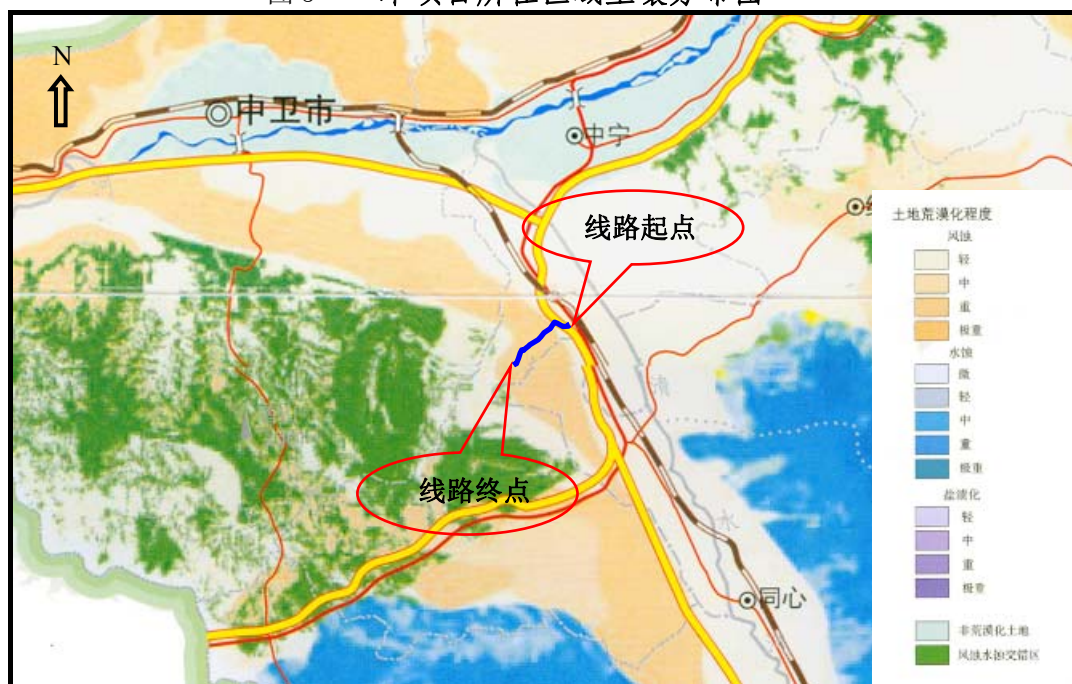 N
中卫市
中宁
线路起点
线路终点
清
水
同心
土地荒漠化程度
风蚀
轻
中
重
极重
水蚀
微
轻
中
重
极重
盐渍化
轻
中
重
极重
非荒漠化土地
风蚀水蚀交错区